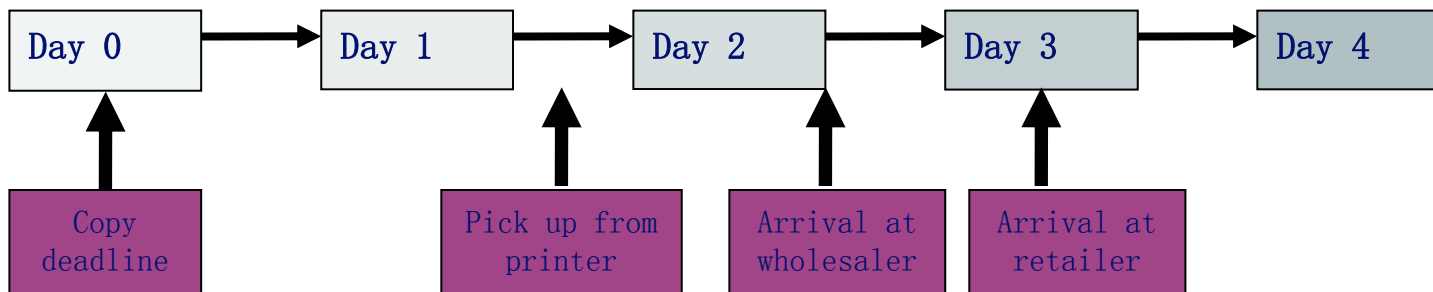 Day 0
Day 1
Day 2
Day 3
Day 4
Copy
deadline
Pick up from
printer
Arrival at
wholesaler
Arrival at
retailer